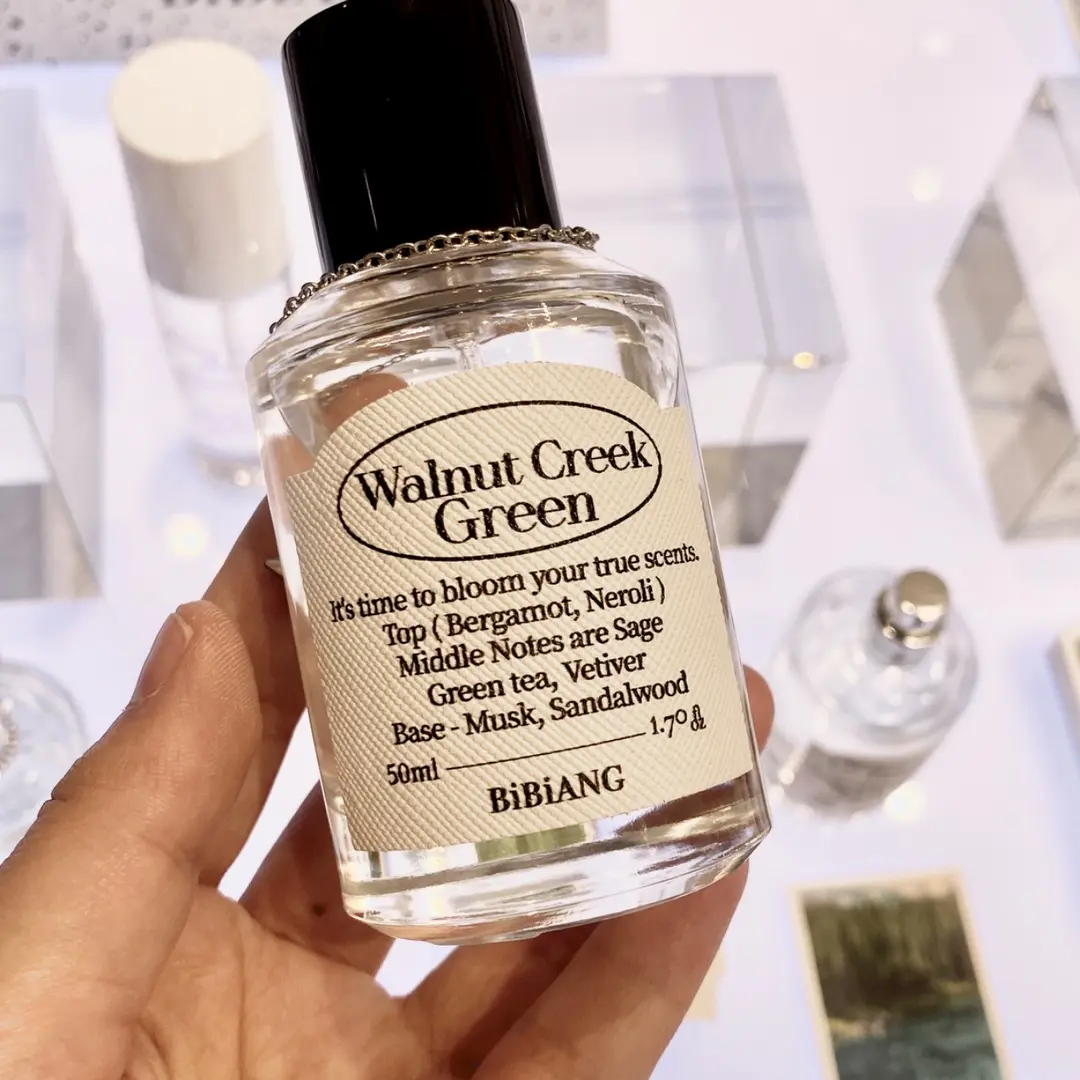 Walnut Creek
Green
It's time to bloom your true scents.
Top ( Bergamot, Neroli )
Middle Notes are Sage
Green tea, Vetiver
Base - Musk, Sandalwood
50ml 1.7 fl oz
BiBiANG